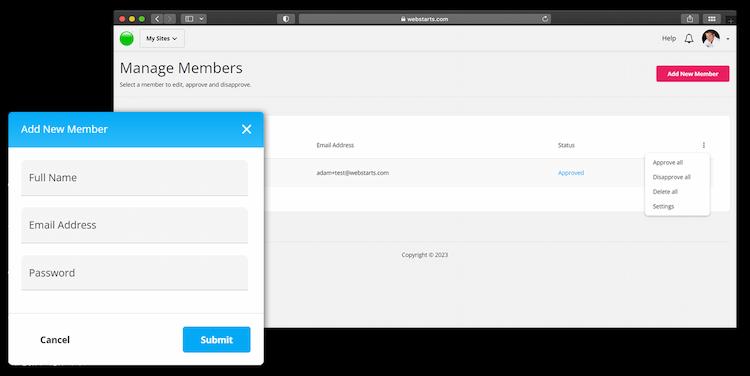 webstarts.com
My Sites
Help
Manage Members
Select a member to edit, approve and disapprove.
Add New Member
Email Address
Status
adam+test@webstarts.com
Approved
Approve all
Disapprove all
Delete all
Settings
Copyright © 2023
Add New Member
Full Name
Email Address
Password
Cancel
Submit